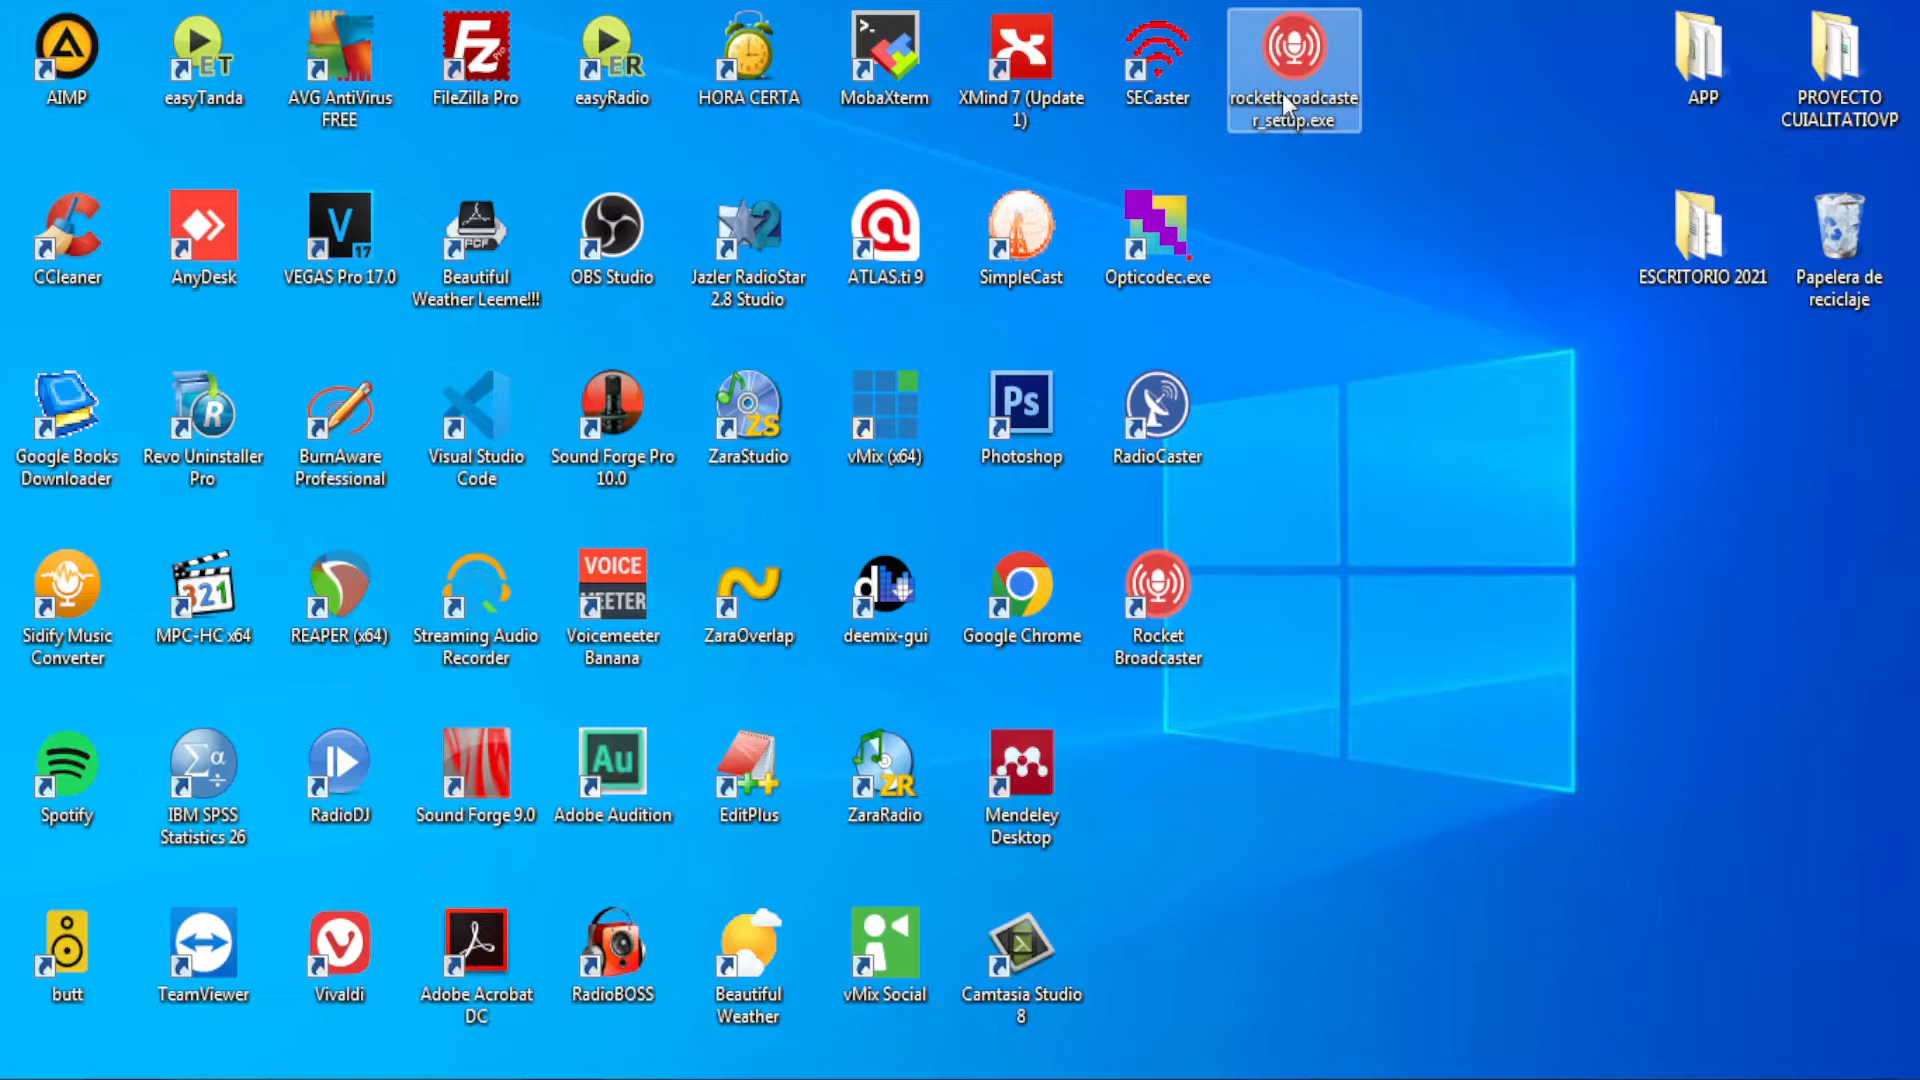 AIMP
easyTanda
AVG AntiVirus
FREE
FileZilla Pro
easyRadio
HORA CERTA
MobaXterm
XMind 7 (Update
1)
SECaster
rocketbroadcaste
r_setup.exe
APP
PROYECTO
CUIALITATIOVP
CCleaner
AnyDesk
VEGAS Pro 17.0
Beautiful
Weather Leeme!!!
OBS Studio
Jazler RadioStar
2.8 Studio
ATLAS.ti 9
SimpleCast
Opticodec.exe
ESCRITORIO 2021
Papelera de
reciclaje
Google Books
Downloader
Revo Uninstaller
Pro
BurnAware
Professional
Visual Studio
Code
Sound Forge Pro
10.0
ZaraStudio
vMix (x64)
Photoshop
RadioCaster
Sidify Music
Converter
MPC-HC x64
REAPER (x64)
Streaming Audio
Recorder
VOICE
MEETER
Voicemeeter
Banana
ZaraOverlap
deemix-gui
Google Chrome
Rocket
Broadcaster
Spotify
IBM SPSS
Statistics 26
RadioDJ
Sound Forge 9.0
Adobe Audition
EditPlus
ZaraRadio
Mendeley
Desktop
butt
TeamViewer
Vivaldi
Adobe Acrobat
DC
RadioBOSS
Beautiful
Weather
vMix Social
Camtasia Studio
8